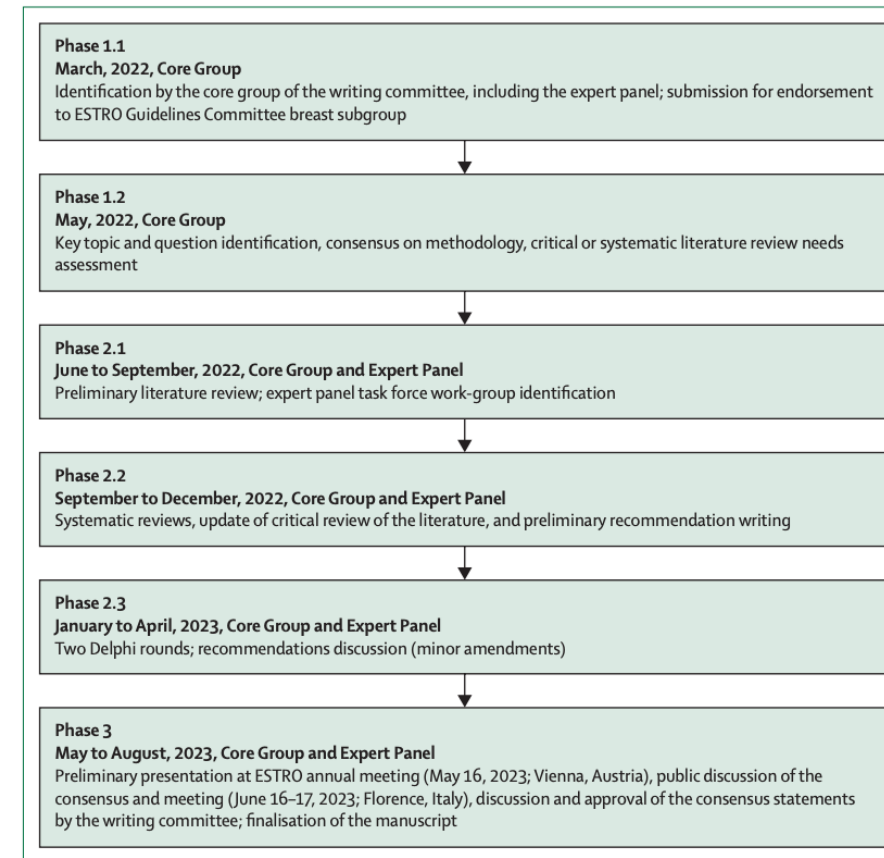 Phase 1.1
March, 2022, Core Group
Identification by the core group of the writing committee, including the expert panel; submission for endorsement
to ESTRO Guidelines Committee breast subgroup
Phase 1.2
May, 2022, Core Group
Key topic and question identification, consensus on methodology, critical or systematic literature review needs
assessment
Phase 2.1
June to September, 2022, Core Group and Expert Panel
Preliminary literature review; expert panel task force work-group identification
Phase 2.2
September to December, 2022, Core Group and Expert Panel
Systematic reviews, update of critical review of the literature, and preliminary recommendation writing
Phase 2.3
January to April, 2023, Core Group and Expert Panel
Two Delphi rounds; recommendations discussion (minor amendments)
Phase 3
May to August, 2023, Core Group and Expert Panel
Preliminary presentation at ESTRO annual meeting (May 16, 2023; Vienna, Austria), public discussion of the
consensus and meeting (June 16–17, 2023; Florence, Italy), discussion and approval of the consensus statements
by the writing committee; finalisation of the manuscript